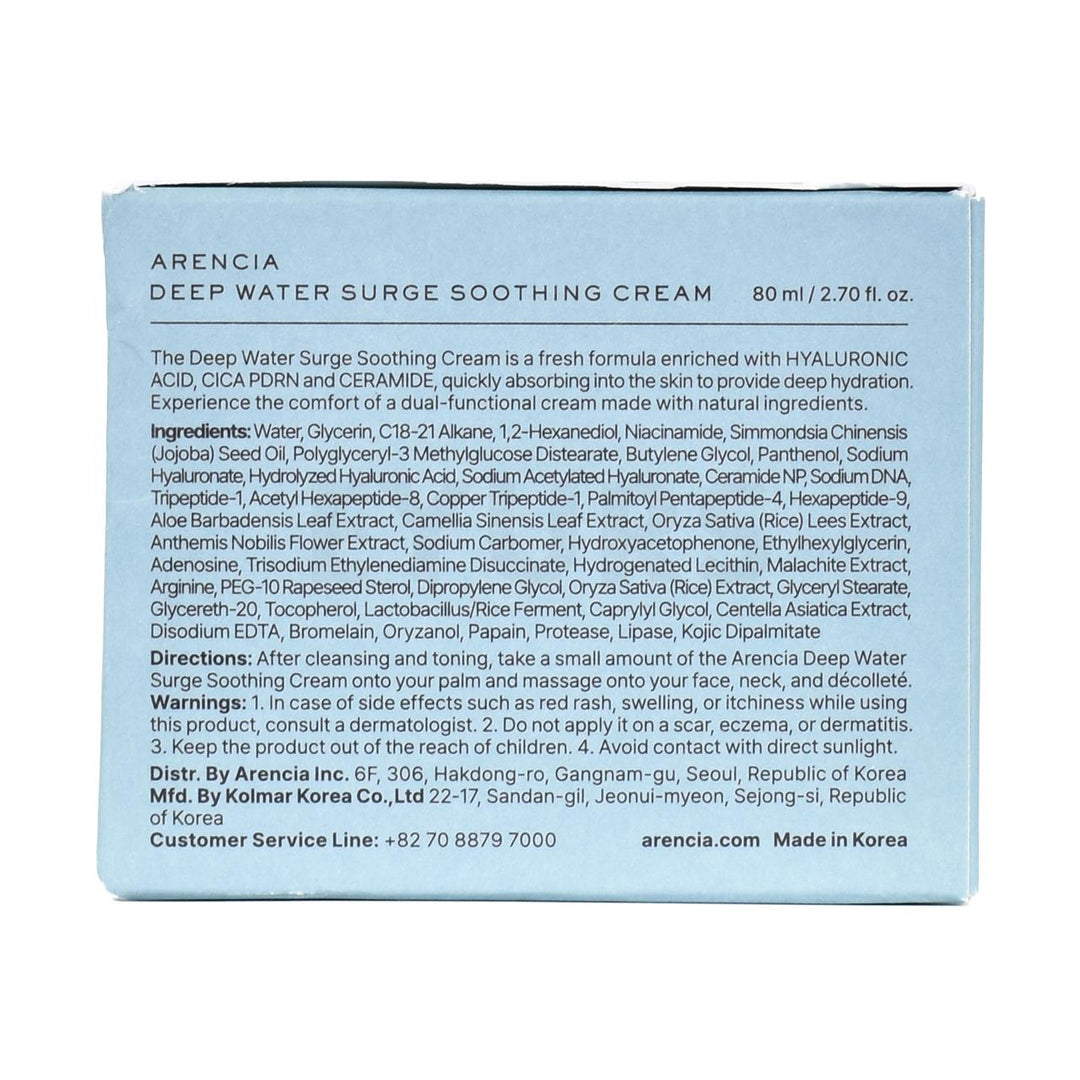 ARENCIA
DEEP WATER SURGE SOOTHING CREAM 80 ml / 2.70 fl. oz.
The Deep Water Surge Soothing Cream is a fresh formula enriched with HYALURONIC
ACID, CICA PDRN and CERAMIDE, quickly absorbing into the skin to provide deep hydration.
Experience the comfort of a dual-functional cream made with natural ingredients.
Ingredients: Water, Glycerin, C18-21 Alkane, 1,2-Hexanediol, Niacinamide, Simmondsia Chinensis
(Jojoba) Seed Oil, Polyglyceryl-3 Methylglucose Distearate, Butylene Glycol, Panthenol, Sodium
Hyaluronate, Hydrolyzed Hyaluronic Acid, Sodium Acetylated Hyaluronate, Ceramide NP, Sodium DNA,
Tripeptide-1, Acetyl Hexapeptide-8, Copper Tripeptide-1, Palmitoyl Pentapeptide-4, Hexapeptide-9,
Aloe Barbadensis Leaf Extract, Camellia Sinensis Leaf Extract, Oryza Sativa (Rice) Lees Extract,
Anthemis Nobilis Flower Extract, Sodium Carbomer, Hydroxyacetophenone, Ethylhexylglycerin,
Adenosine, Trisodium Ethylenediamine Disuccinate, Hydrogenated Lecithin, Malachite Extract,
Arginine, PEG-10 Rapeseed Sterol, Dipropylene Glycol, Oryza Sativa (Rice) Extract, Glyceryl Stearate,
Glycereth-20, Tocopherol, Lactobacillus/Rice Ferment, Caprylyl Glycol, Centella Asiatica Extract,
Disodium EDTA, Bromelain, Oryzanol, Papain, Protease, Lipase, Kojic Dipalmitate
Directions: After cleansing and toning, take a small amount of the Arencia Deep Water
Surge Soothing Cream onto your palm and massage onto your face, neck, and décolleté.
Warnings: 1. In case of side effects such as red rash, swelling, or itchiness while using
this product, consult a dermatologist. 2. Do not apply it on a scar, eczema, or dermatitis.
3. Keep the product out of the reach of children. 4. Avoid contact with direct sunlight.
Distr. By Arencia Inc. 6F, 306, Hakdong-ro, Gangnam-gu, Seoul, Republic of Korea
Mfd. By Kolmar Korea Co.,Ltd 22-17, Sandan-gil, Jeonui-myeon, Sejong-si, Republic
of Korea
Customer Service Line: +82 70 8879 7000 arencia.com Made in Korea